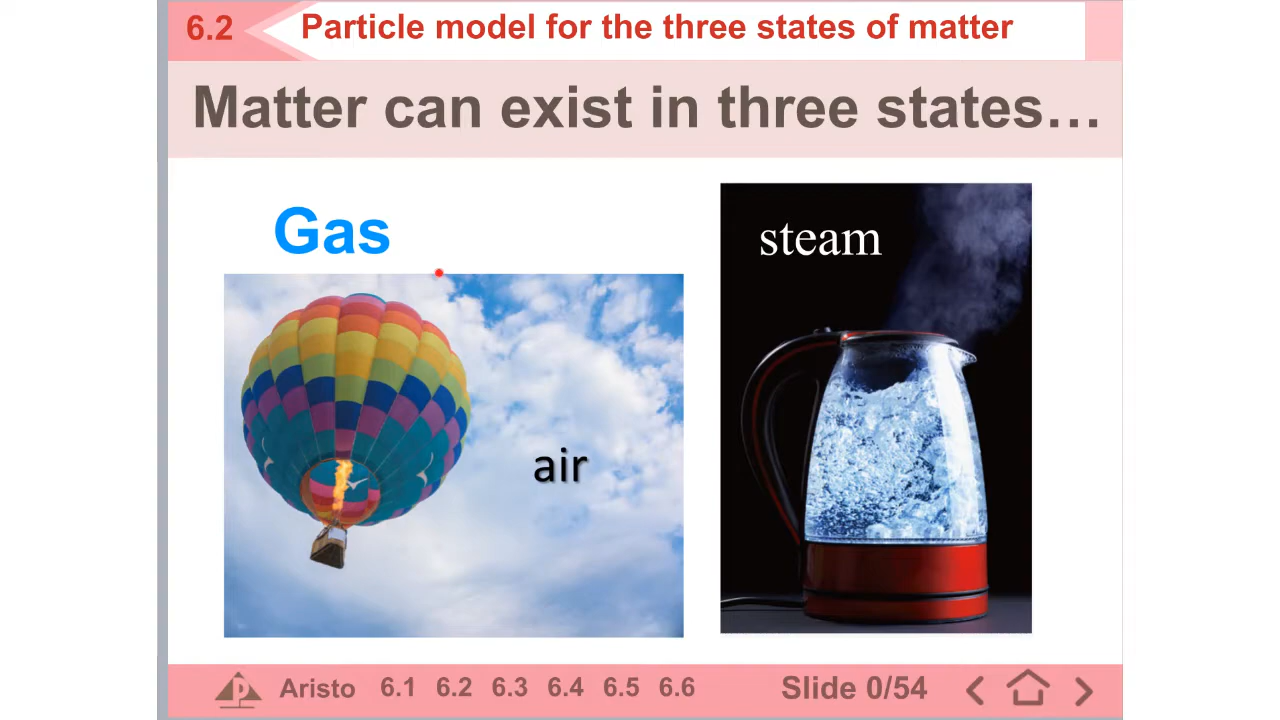 6.2 Particle model for the three states of matter
Matter can exist in three states…
Gas
steam
air
Aristo 6.1 6.2 6.3 6.4 6.5 6.6 Slide 0/54